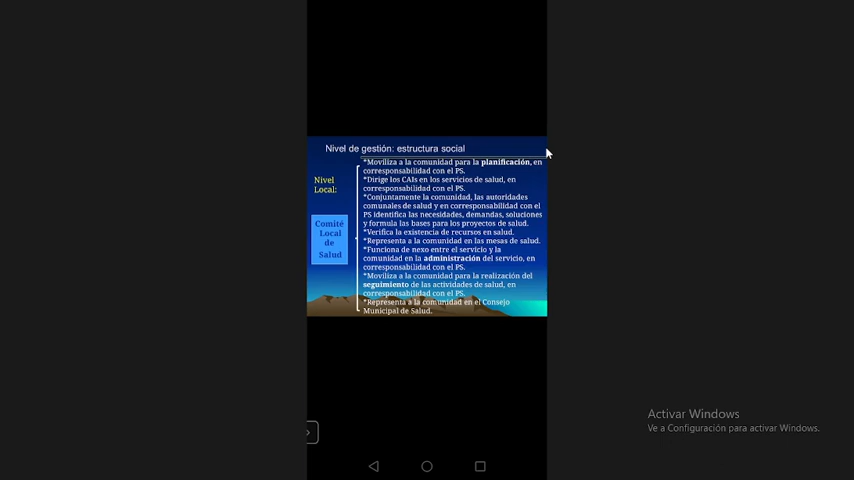 Nivel de gestión: estructura social
Nivel
Local:
Comité
Local
de
Salud
*Moviliza a la comunidad para la planificación, en
corresponsabilidad con el PS.
*Dirige los CAIs en los servicios de salud, en
corresponsabilidad con el PS.
*Conjuntamente la comunidad, las autoridades
comunales de salud y en corresponsabilidad con el
PS identifica las necesidades, demandas, soluciones
y formula las bases para los proyectos de salud.
*Verifica la existencia de recursos en salud.
*Representa a la comunidad en las mesas de salud.
*Funciona de nexo entre el servicio y la
comunidad en la administración del servicio, en
corresponsabilidad con el PS.
*Moviliza a la comunidad para la realización del
seguimiento de las actividades de salud, en
corresponsabilidad con el PS.
*Representa a la comunidad en el Consejo
Municipal de Salud.
Activar Windows
Ve a Configuración para activar Windows.